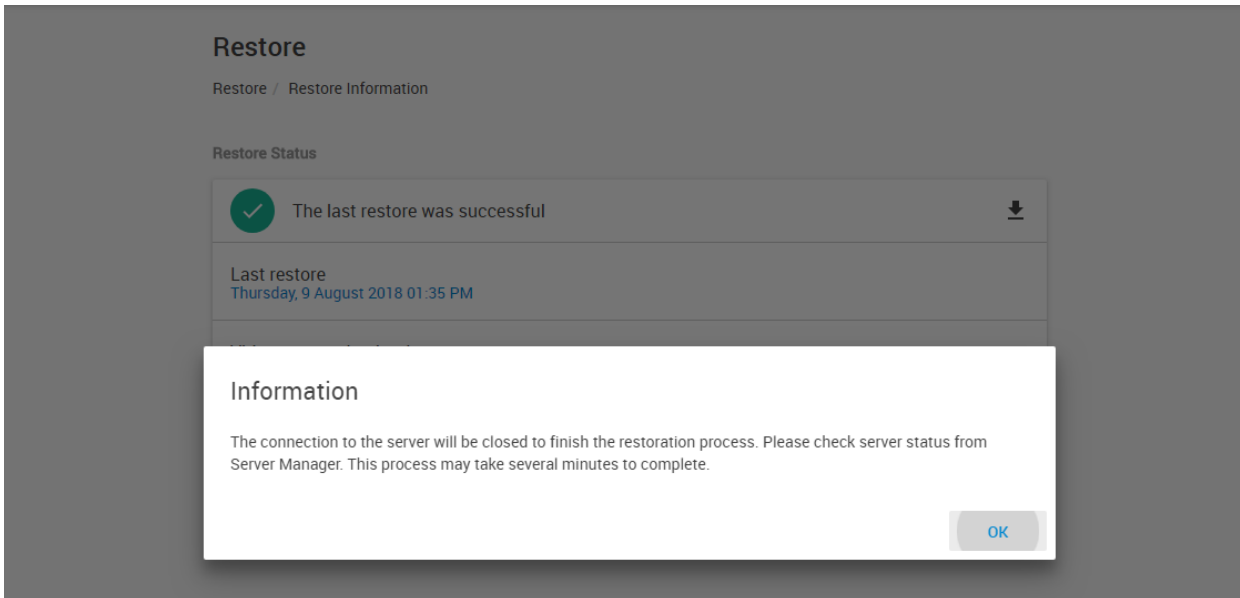 Restore
Restore / Restore Information
Restore Status
The last restore was successful
Last restore
Thursday, 9 August 2018 01:35 PM
Information
The connection to the server will be closed to finish the restoration process. Please check server status from
Server Manager. This process may take several minutes to complete.
OK